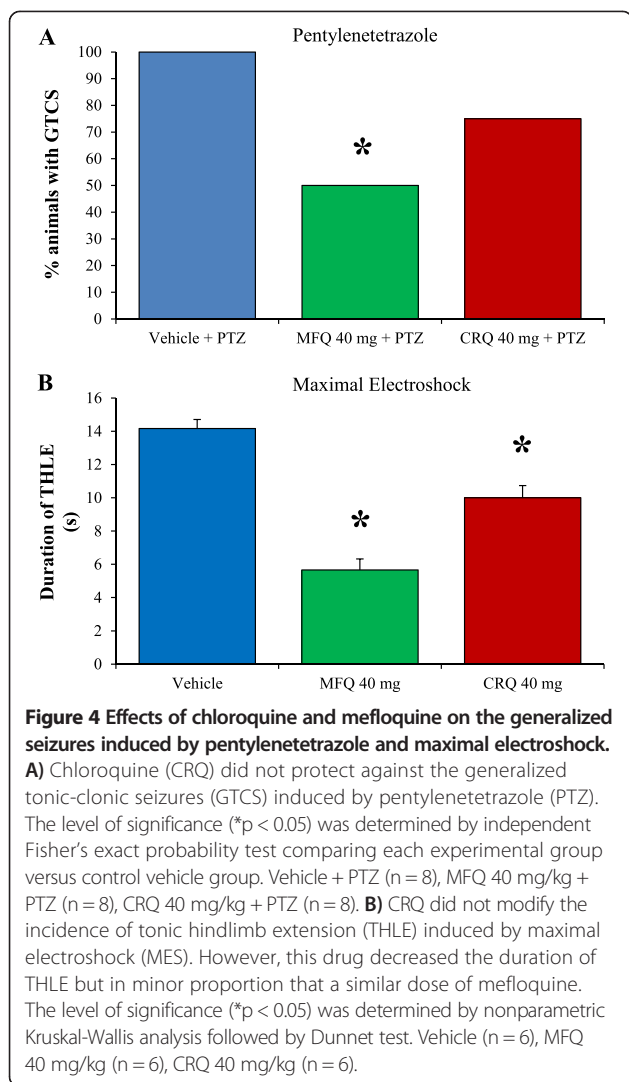 A
Pentylenetetrazole
% animals with GTCS
100
90
80
70
60
50
40
30
20
10
0
*
Vehicle + PTZ
MFQ 40 mg + PTZ
CRQ 40 mg + PTZ
B
Maximal Electroshock
Duration of THLE
(s)
16
14
12
10
8
6
4
2
0
*
*
Vehicle
MFQ 40 mg
CRQ 40 mg
Figure 4 Effects of chloroquine and mefloquine on the generalized
seizures induced by pentylenetetrazole and maximal electroshock.
A) Chloroquine (CRQ) did not protect against the generalized
tonic-clonic seizures (GTCS) induced by pentylenetetrazole (PTZ).
The level of significance (*p < 0.05) was determined by independent
Fisher's exact probability test comparing each experimental group
versus control vehicle group. Vehicle + PTZ (n = 8), MFQ 40 mg/kg +
PTZ (n = 8), CRQ 40 mg/kg + PTZ (n = 8). B) CRQ did not modify the
incidence of tonic hindlimb extension (THLE) induced by maximal
electroshock (MES). However, this drug decreased the duration of
THLE but in minor proportion that a similar dose of mefloquine.
The level of significance (*p < 0.05) was determined by nonparametric
Kruskal-Wallis analysis followed by Dunnet test. Vehicle (n = 6), MFQ
40 mg/kg (n = 6), CRQ 40 mg/kg (n = 6).